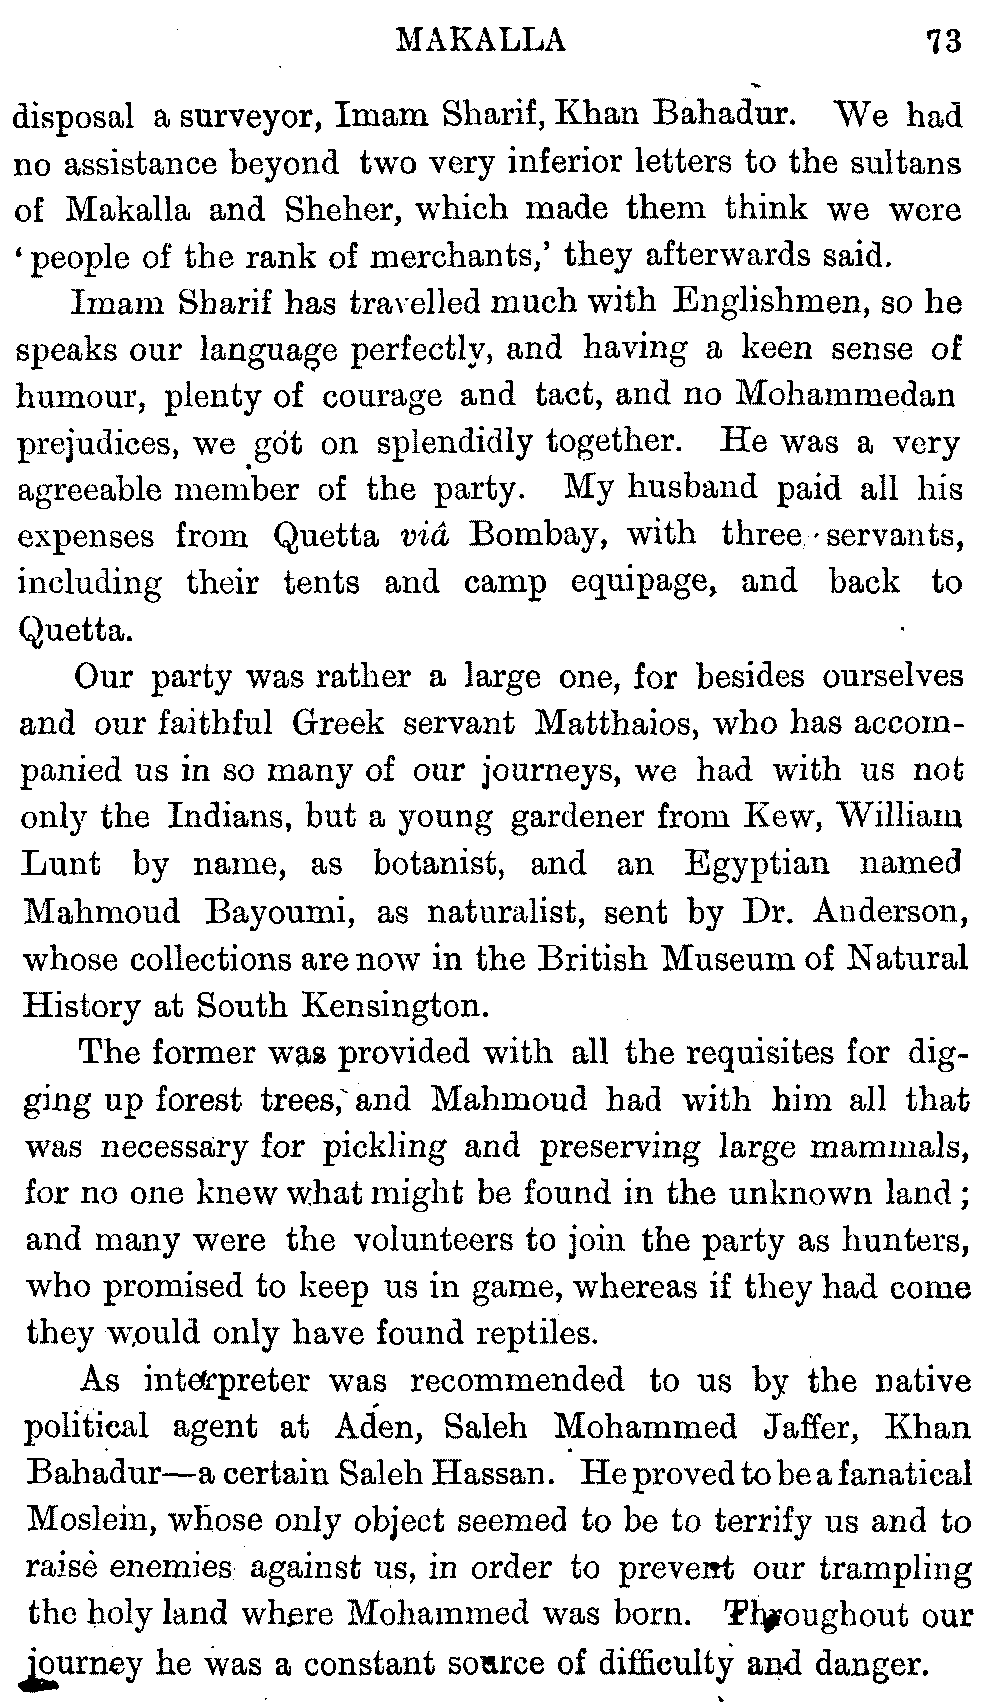 MAKALLA 73
disposal a surveyor, Imam Sharif, Khan Bahadur. We had
no assistance beyond two very inferior letters to the sultans
of Makalla and Sheher, which made them think we were
‘people of the rank of merchants,’ they afterwards said.
Imam Sharif has travelled much with Englishmen, so he
speaks our language perfectly, and having a keen sense of
humour, plenty of courage and tact, and no Mohammedan
prejudices, we got on splendidly together. He was a very
agreeable member of the party. My husband paid all his
expenses from Quetta viâ Bombay, with three servants,
including their tents and camp equipage, and back to
Quetta.
Our party was rather a large one, for besides ourselves
and our faithful Greek servant Matthaios, who has accom-
panied us in so many of our journeys, we had with us not
only the Indians, but a young gardener from Kew, William
Lunt by name, as botanist, and an Egyptian named
Mahmoud Bayoumi, as naturalist, sent by Dr. Anderson,
whose collections are now in the British Museum of Natural
History at South Kensington.
The former was provided with all the requisites for dig-
ging up forest trees, and Mahmoud had with him all that
was necessary for pickling and preserving large mammals,
for no one knew what might be found in the unknown land ;
and many were the volunteers to join the party as hunters,
who promised to keep us in game, whereas if they had come
they would only have found reptiles.
As interpreter was recommended to us by the native
political agent at Aden, Saleh Mohammed Jaffer, Khan
Bahadur—a certain Saleh Hassan. He proved to be a fanatical
Moslem, whose only object seemed to be to terrify us and to
raise enemies against us, in order to prevent our trampling
the holy land where Mohammed was born. Throughout our
journey he was a constant source of difficulty and danger.